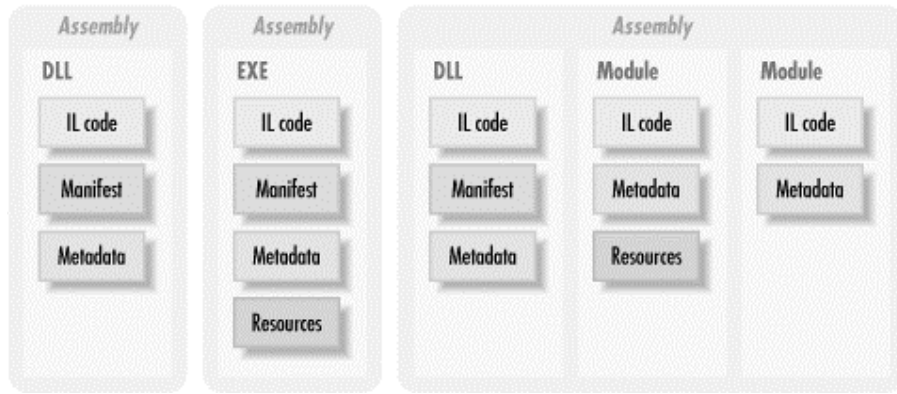 Assembly
DLL
IL code
Manifest
Metadata
Assembly
EXE
IL code
Manifest
Metadata
Resources
Assembly
DLL
IL code
Manifest
Metadata
Module
IL code
Metadata
Resources
Module
IL code
Metadata